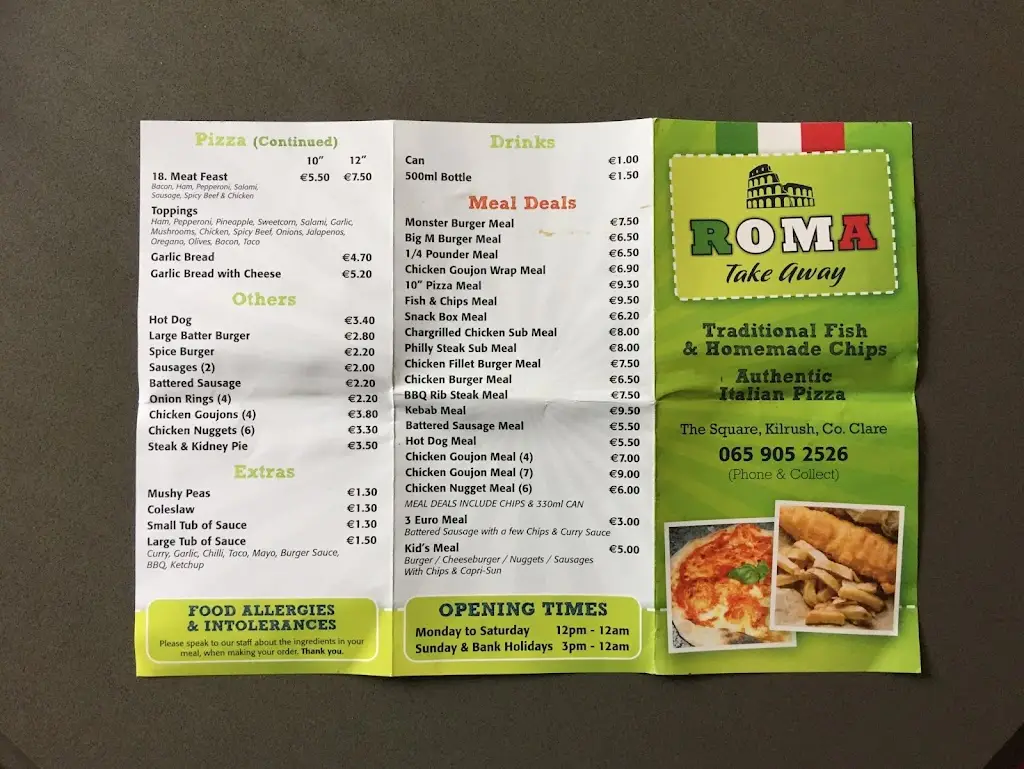 Pizza (Continued)
10" 12"
18. Meat Feast €5.50 €7.50
Bacon, Ham, Pepperoni, Salami,
Sausage, Spicy Beef & Chicken
Toppings
Ham, Pepperoni, Pineapple, Sweetcorn, Salami, Garlic,
Mushrooms, Chicken, Spicy Beef, Onions, Jalapenos,
Oregano, Olives, Bacon, Taco
Garlic Bread €4.70
Garlic Bread with Cheese €5.20
Others
Hot Dog €3.40
Large Batter Burger €2.80
Spice Burger €2.20
Sausages (2) €2.00
Battered Sausage €2.20
Onion Rings (4) €2.20
Chicken Goujons (4) €3.80
Chicken Nuggets (6) €3.30
Steak & Kidney Pie €3.50
Extras
Mushy Peas €1.30
Coleslaw €1.30
Small Tub of Sauce €1.30
Large Tub of Sauce €1.50
Curry, Garlic, Chilli, Taco, Mayo, Burger Sauce,
BBQ, Ketchup
FOOD ALLERGIES
& INTOLERANCES
Please speak to our staff about the ingredients in your
meal, when making your order. Thank you.
Drinks
Can €1.00
500ml Bottle €1.50
Meal Deals
Monster Burger Meal €7.50
Big M Burger Meal €6.50
1/4 Pounder Meal €6.50
Chicken Goujon Wrap Meal €6.90
10" Pizza Meal €9.30
Fish & Chips Meal €9.50
Snack Box Meal €6.20
Chargrilled Chicken Sub Meal €8.00
Philly Steak Sub Meal €8.00
Chicken Fillet Burger Meal €7.50
Chicken Burger Meal €6.50
BBQ Rib Steak Meal €7.50
Kebab Meal €9.50
Battered Sausage Meal €5.50
Hot Dog Meal €5.50
Chicken Goujon Meal (4) €7.00
Chicken Goujon Meal (7) €9.00
Chicken Nugget Meal (6) €6.00
MEAL DEALS INCLUDE CHIPS & 330ml CAN
3 Euro Meal €3.00
Battered Sausage with a few Chips & Curry Sauce
Kid's Meal €5.00
Burger / Cheeseburger / Nuggets / Sausages
With Chips & Capri-Sun
OPENING TIMES
Monday to Saturday 12pm - 12am
Sunday & Bank Holidays 3pm - 12am
ROMA
Take Away
Traditional Fish
& Homemade Chips
Authentic
Italian Pizza
The Square, Kilrush, Co. Clare
065 905 2526
(Phone & Collect)